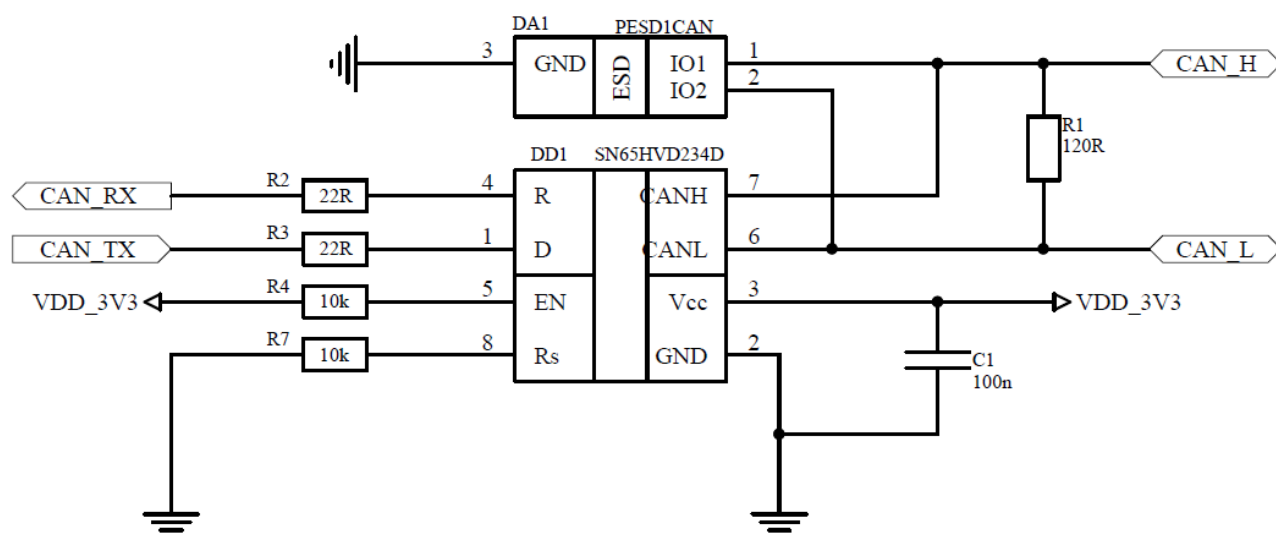 DA1 PESD1CAN
3 GND ESD IO1 1 CAN_H
IO2 2
R1
120R
DD1 SN65HVD234D
CAN_RX R2 22R 4 R CANH 7
CAN_TX R3 22R 1 D CANL 6 CAN_L
VDD_3V3 R4 10k 5 EN Vcc 3 VDD_3V3
R7 10k 8 Rs GND 2
C1
100n